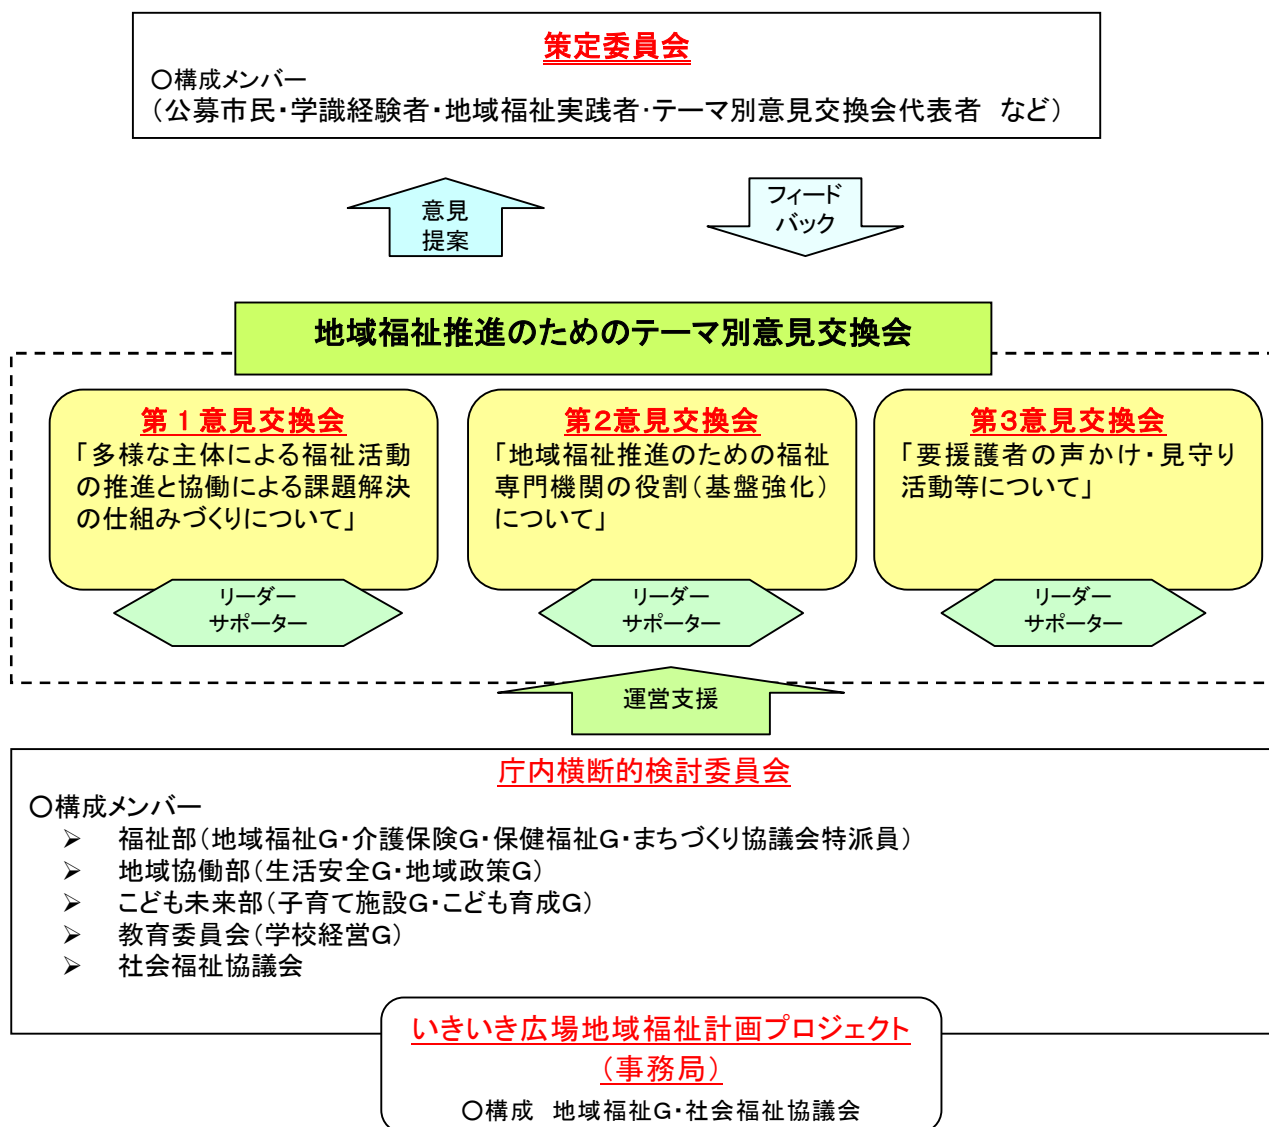 策定委員会
○構成メンバー
(公募市民・学識経験者・地域福祉実践者・テーマ別意見交換会代表者　など)
意見
提案
フィード
バック
地域福祉推進のためのテーマ別意見交換会
第１意見交換会
「多様な主体による福祉活動
の推進と協働による課題解決
の仕組みづくりについて」
リーダー
サポーター
第２意見交換会
「地域福祉推進のための福祉
専門機関の役割(基盤強化)
について」
リーダー
サポーター
第３意見交換会
「要援護者の声かけ・見守り
活動等について」
リーダー
サポーター
運営支援
庁内横断的検討委員会
○構成メンバー
➢ 福祉部(地域福祉G・介護保険G・保健福祉G・まちづくり協議会特派員)
➢ 地域協働部(生活安全G・地域政策G)
➢ こども未来部(子育て施設G・こども育成G)
➢ 教育委員会(学校経営G)
➢ 社会福祉協議会
いきいき広場地域福祉計画プロジェクト
(事務局)
○構成　地域福祉G・社会福祉協議会